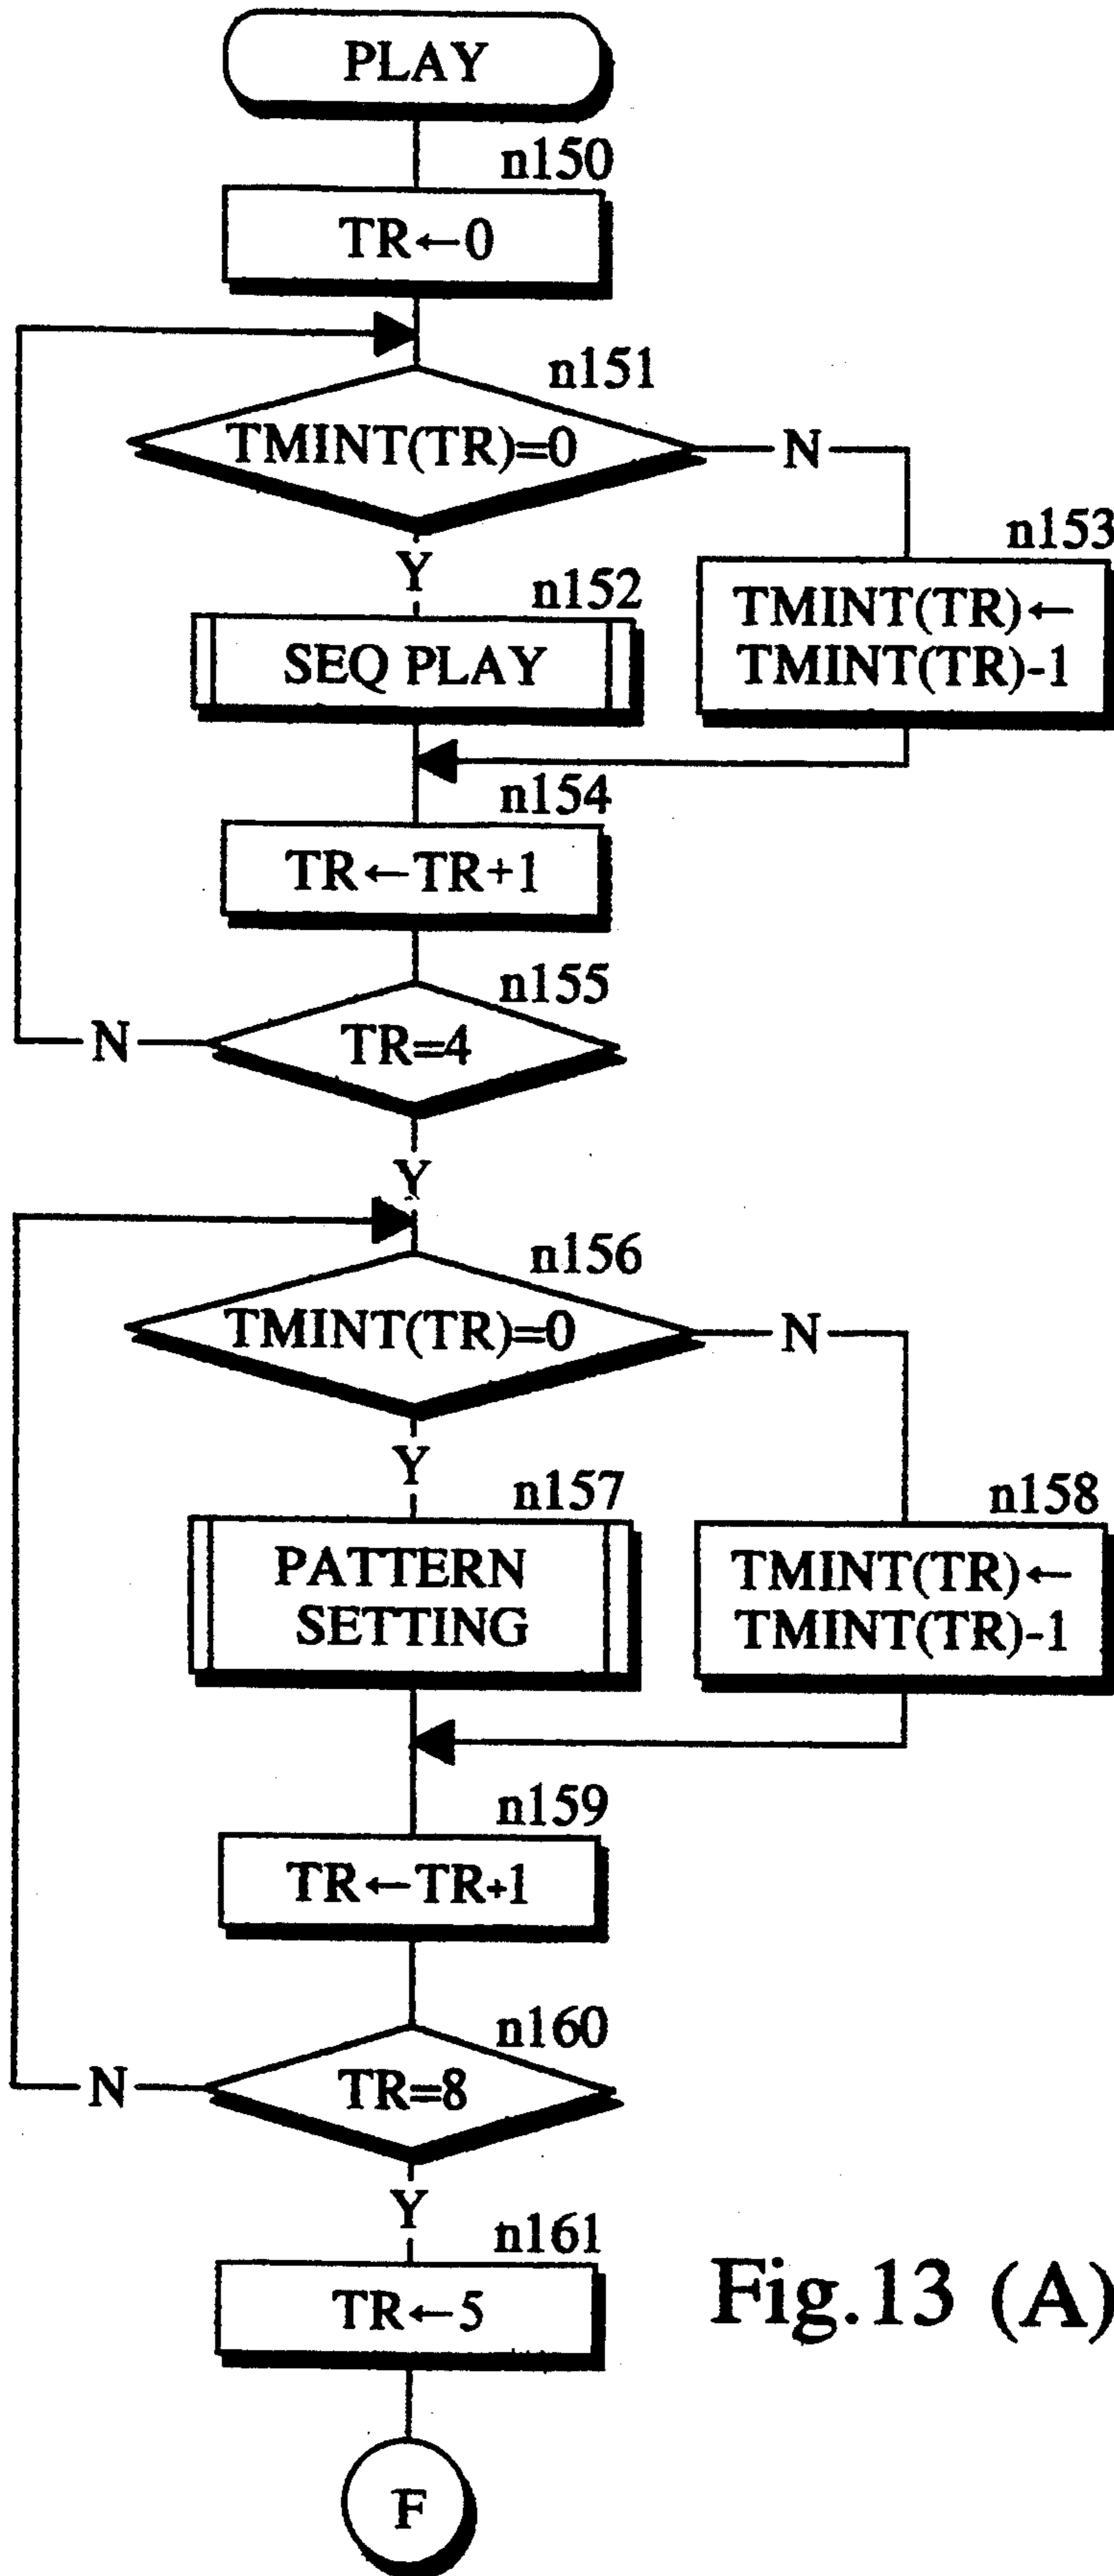 PLAY
n150
TR←0
n151
TMINT(TR)=0
N
Y
n153
TMINT(TR)←
TMINT(TR)-1
n152
SEQ PLAY
n154
TR←TR+1
n155
TR=4
N
Y
n156
TMINT(TR)=0
N
Y
n157
PATTERN
SETTING
n158
TMINT(TR)←
TMINT(TR)-1
n159
TR←TR+1
n160
TR=8
N
Y
n161
TR←5
Fig.13 (A)
F